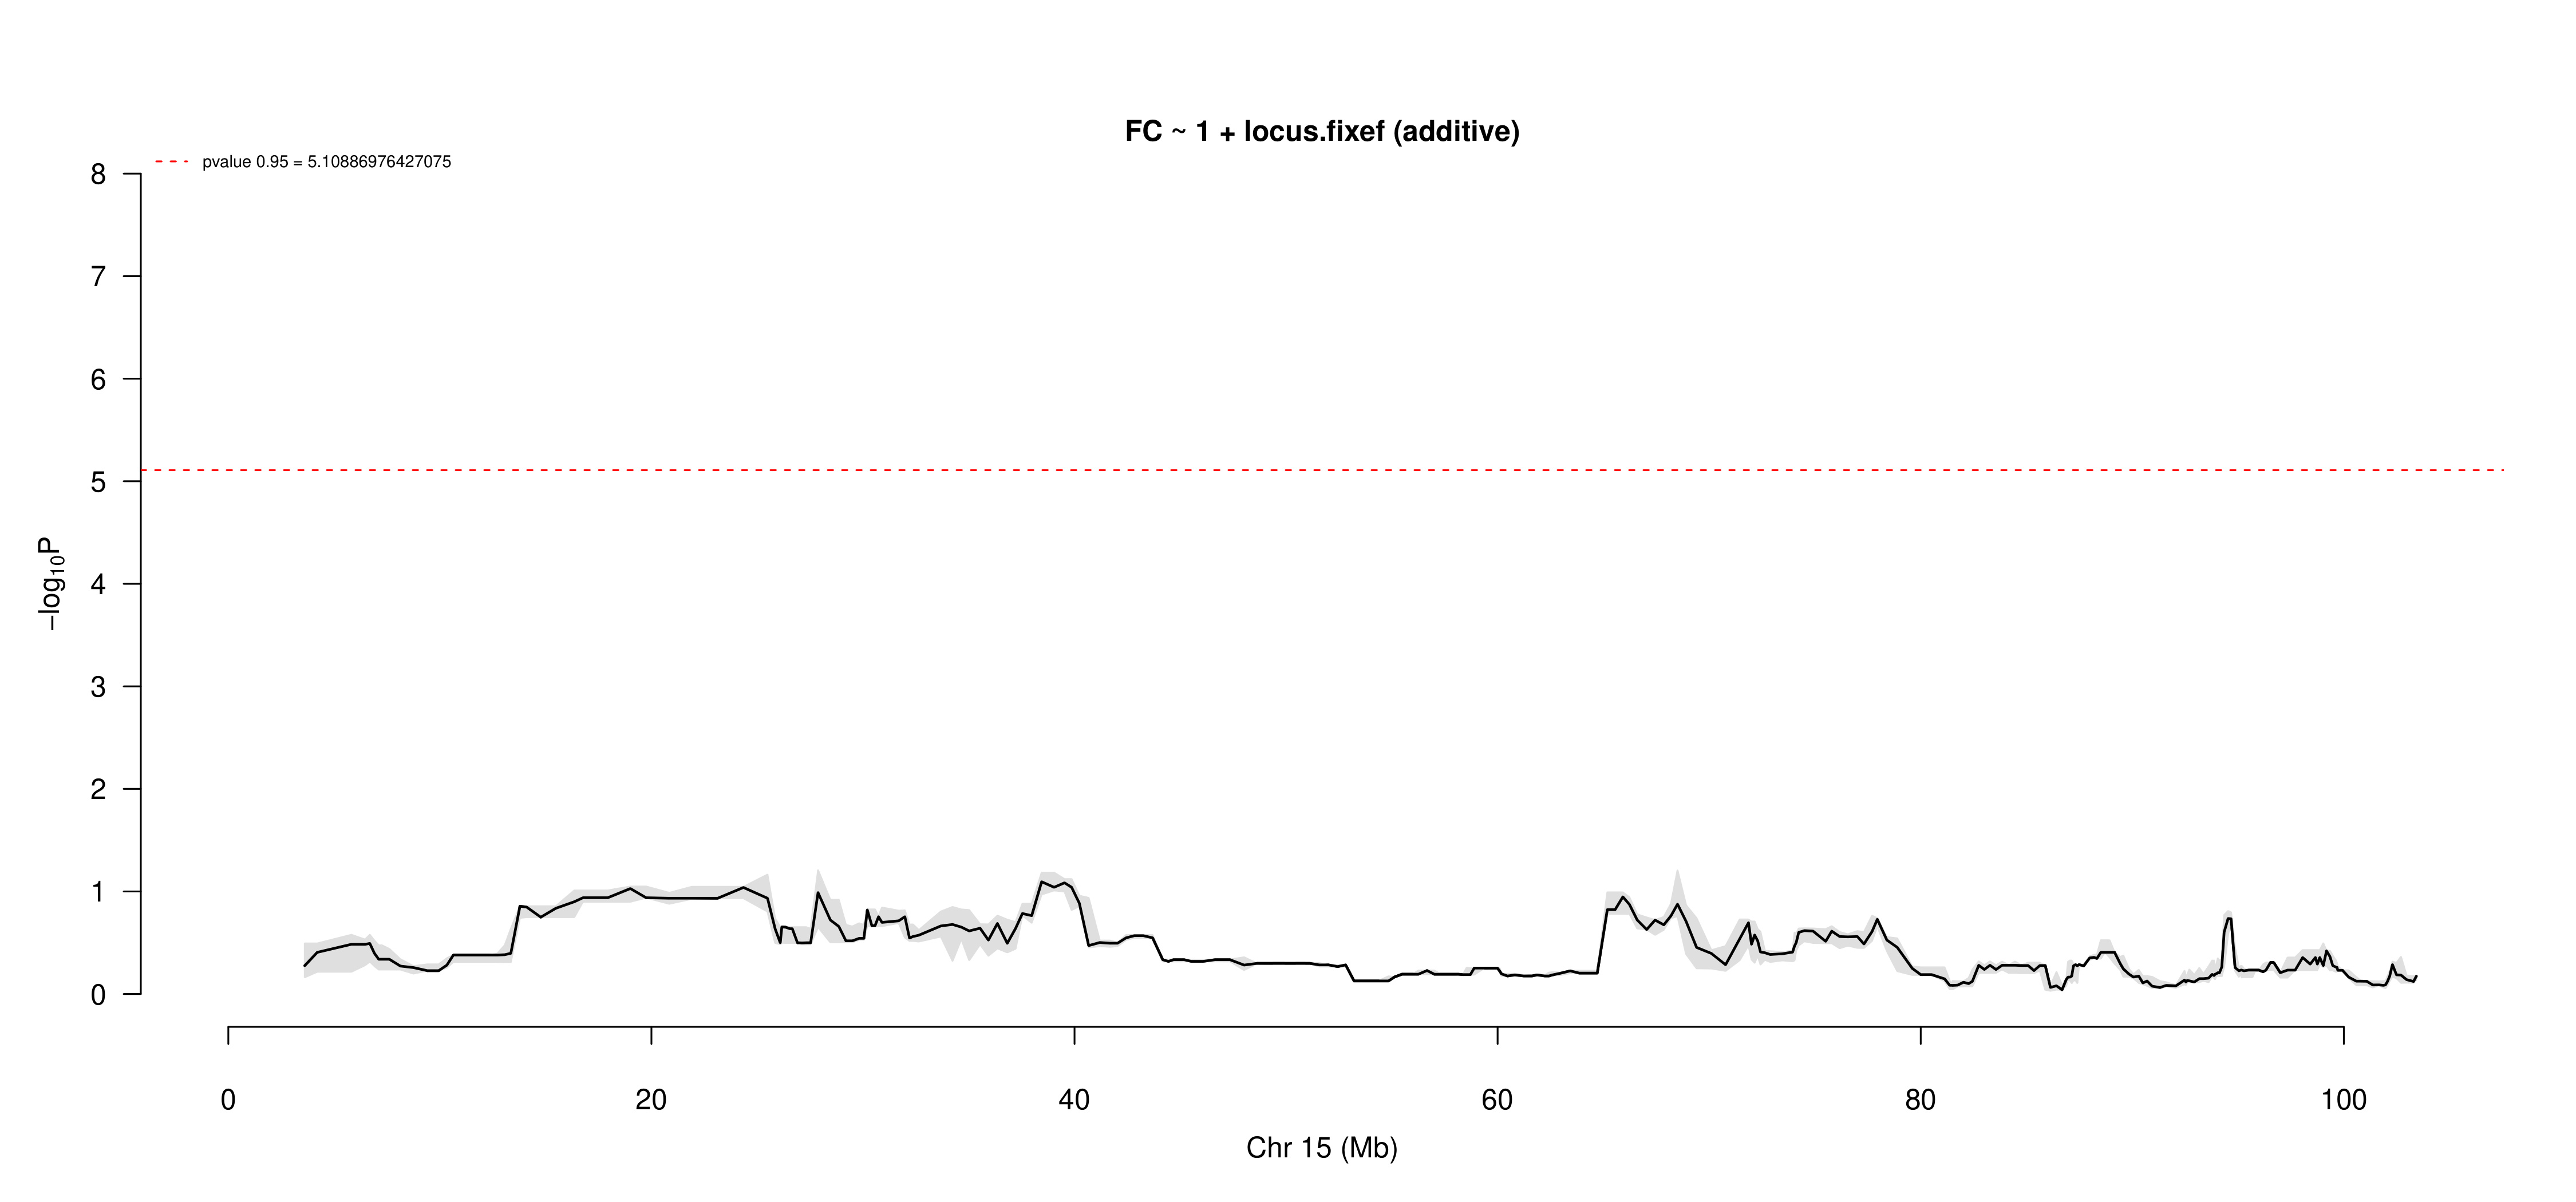 FC ~ 1 + locus.fixef (additive)
pvalue 0.95 = 5.10886976427075
8
7
6
5
4
3
2
1
0
−log10P
0 20 40 60 80 100
Chr 15 (Mb)